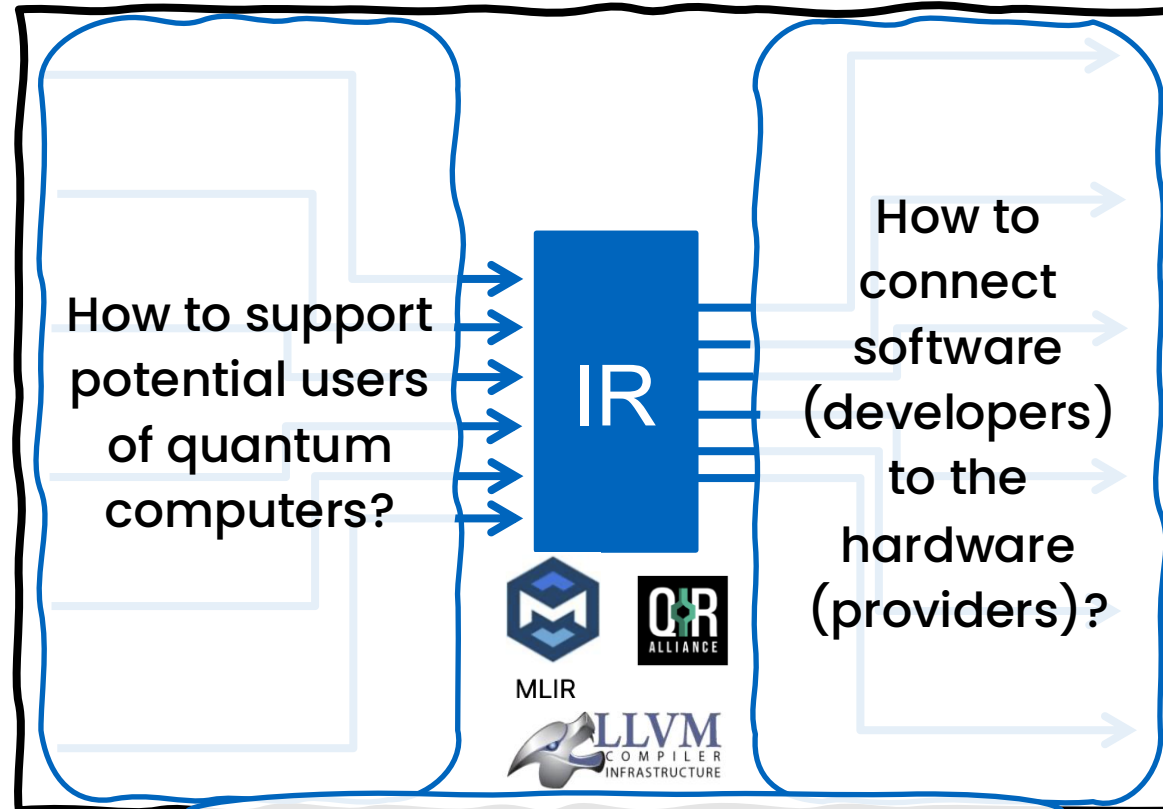 How to support
potential users
of quantum
computers?
IR
MLIR
QIR
ALLIANCE
LLVM
COMPILER
INFRASTRUCTURE
How to
connect
software
(developers)
to the
hardware
(providers)?